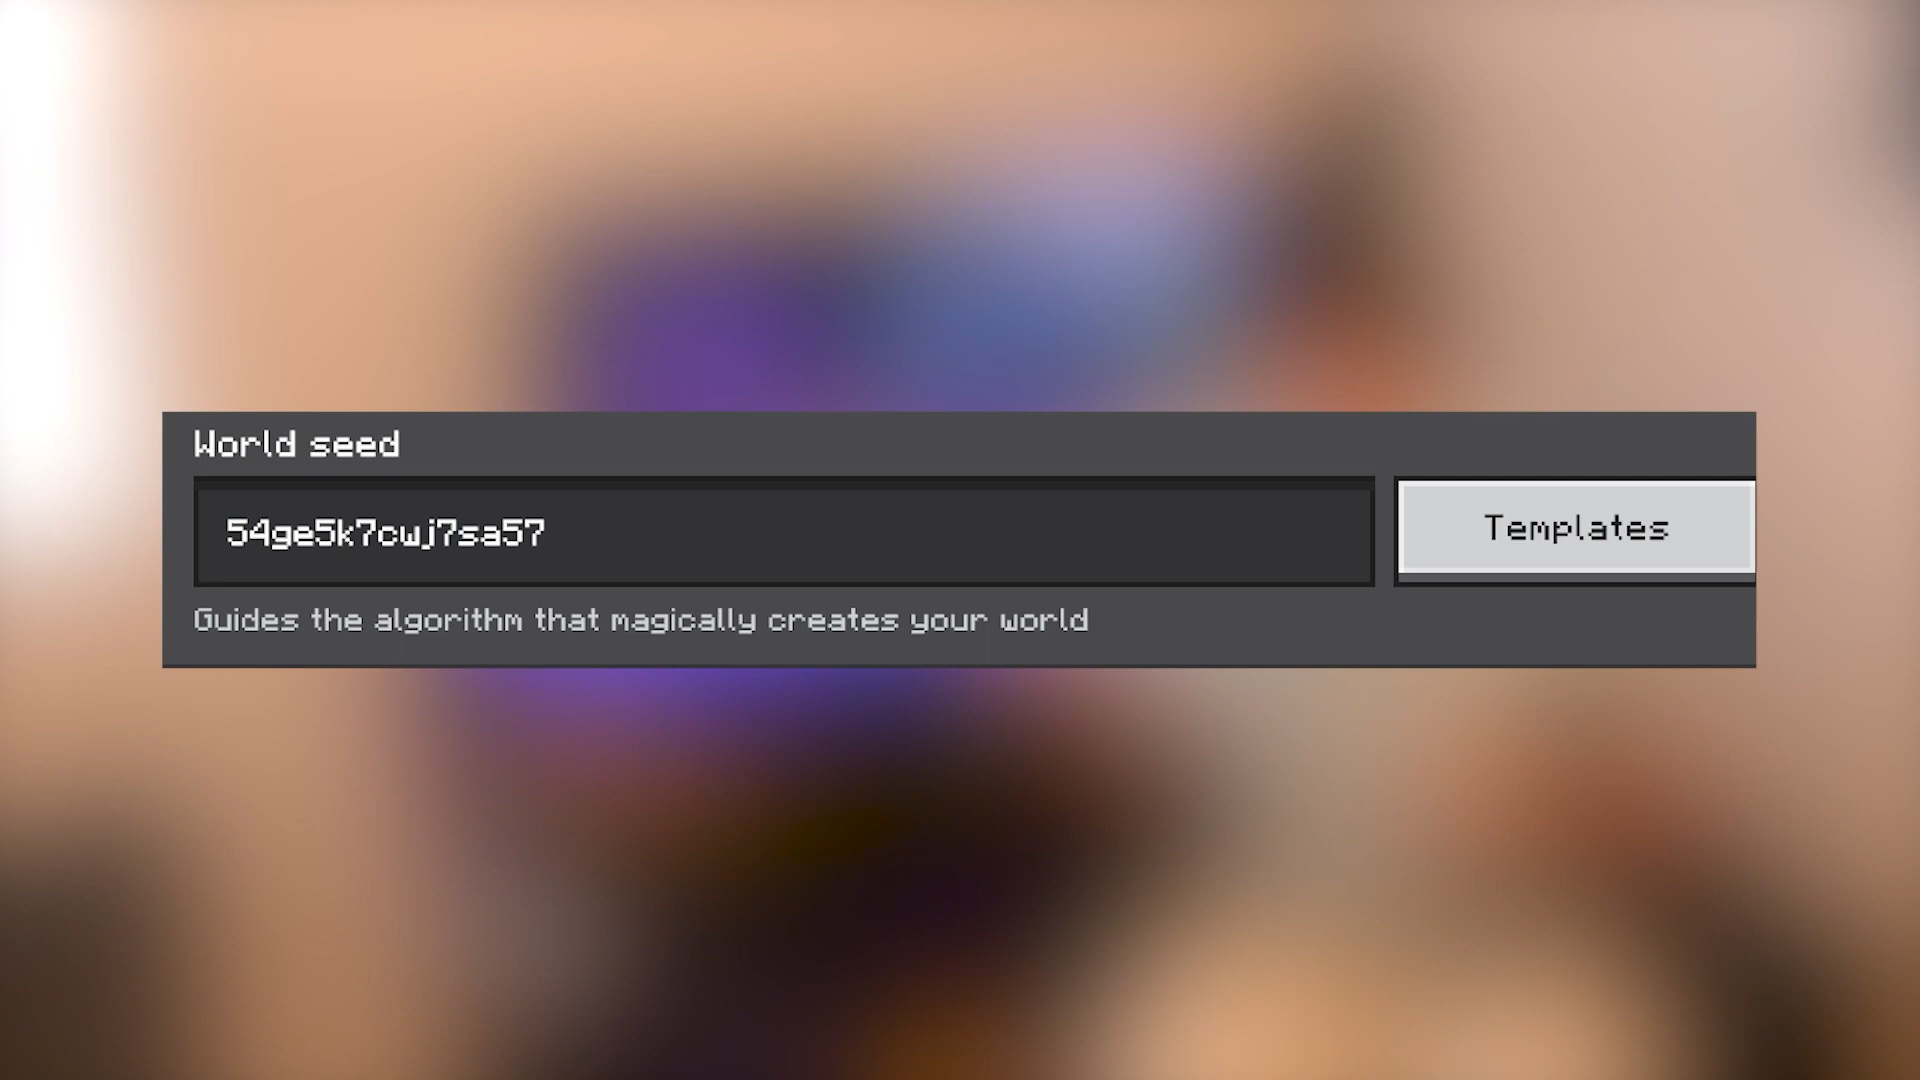 World seed
54ge5k7cwj7sa57
Templates
Guides the algorithm that magically creates your world